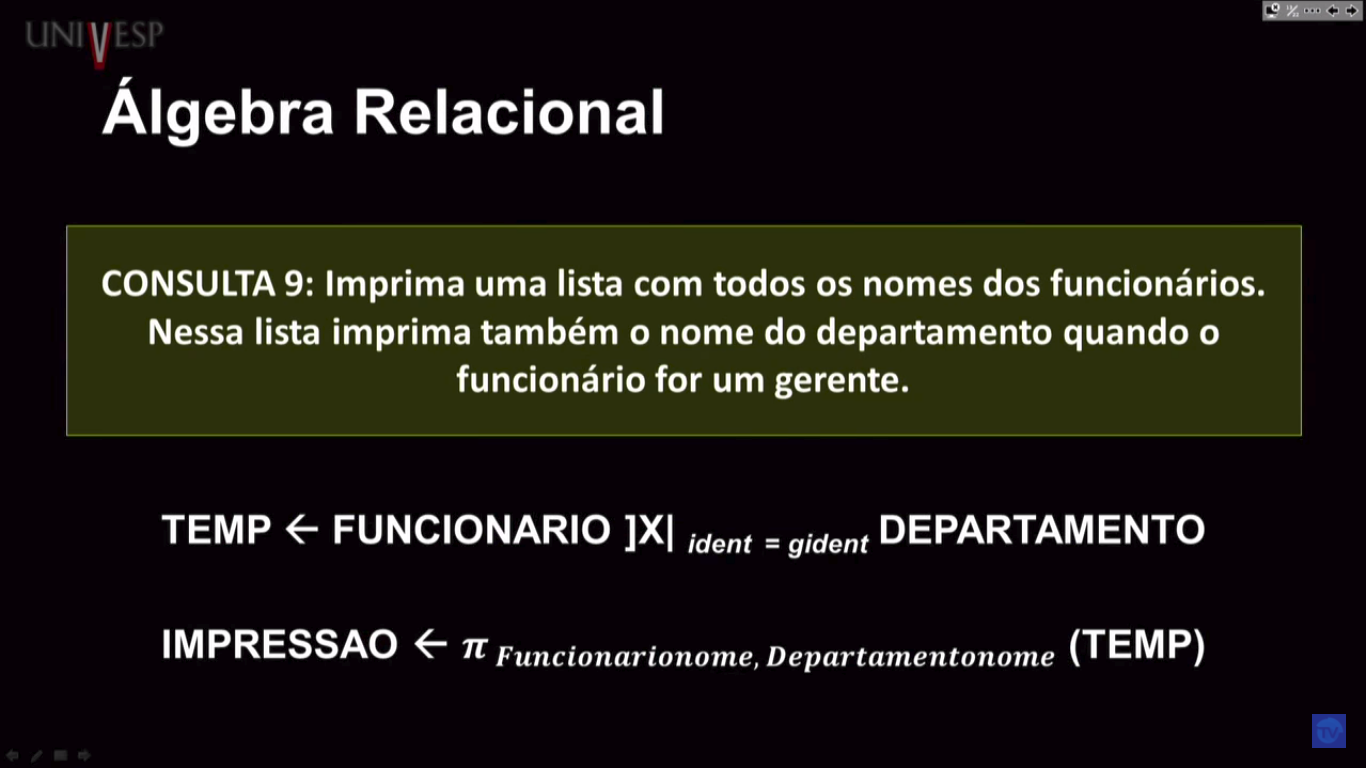 UNIVESP
Álgebra Relacional
CONSULTA 9: Imprima uma lista com todos os nomes dos funcionários.
Nessa lista imprima também o nome do departamento quando o
funcionário for um gerente.
TEMP ← FUNCIONARIO ]X| ident = gident DEPARTAMENTO
IMPRESSAO ← π Funcionarionome, Departamentonome (TEMP)
TV